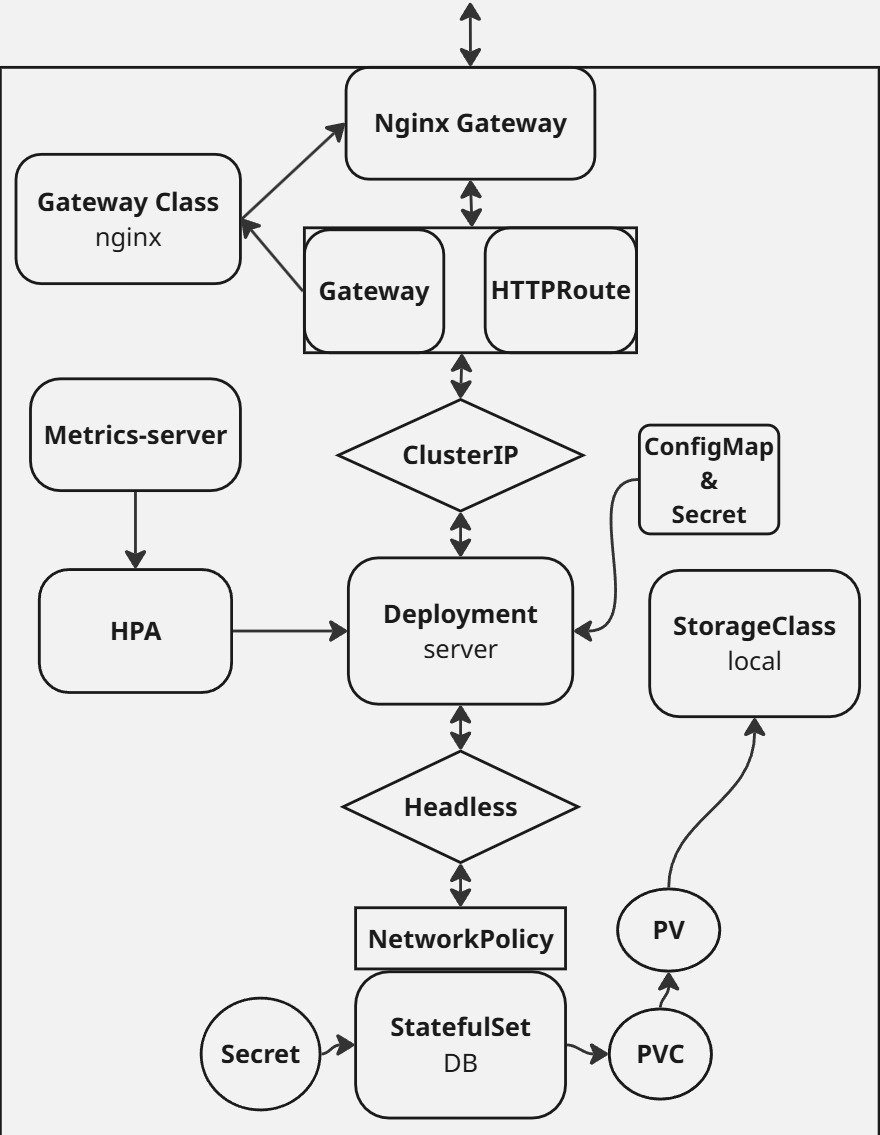 Nginx Gateway
Gateway Class
nginx
Gateway
HTTPRoute
Metrics-server
ClusterIP
ConfigMap
&
Secret
HPA
Deployment
server
StorageClass
local
Headless
NetworkPolicy
PV
Secret
StatefulSet
DB
PVC